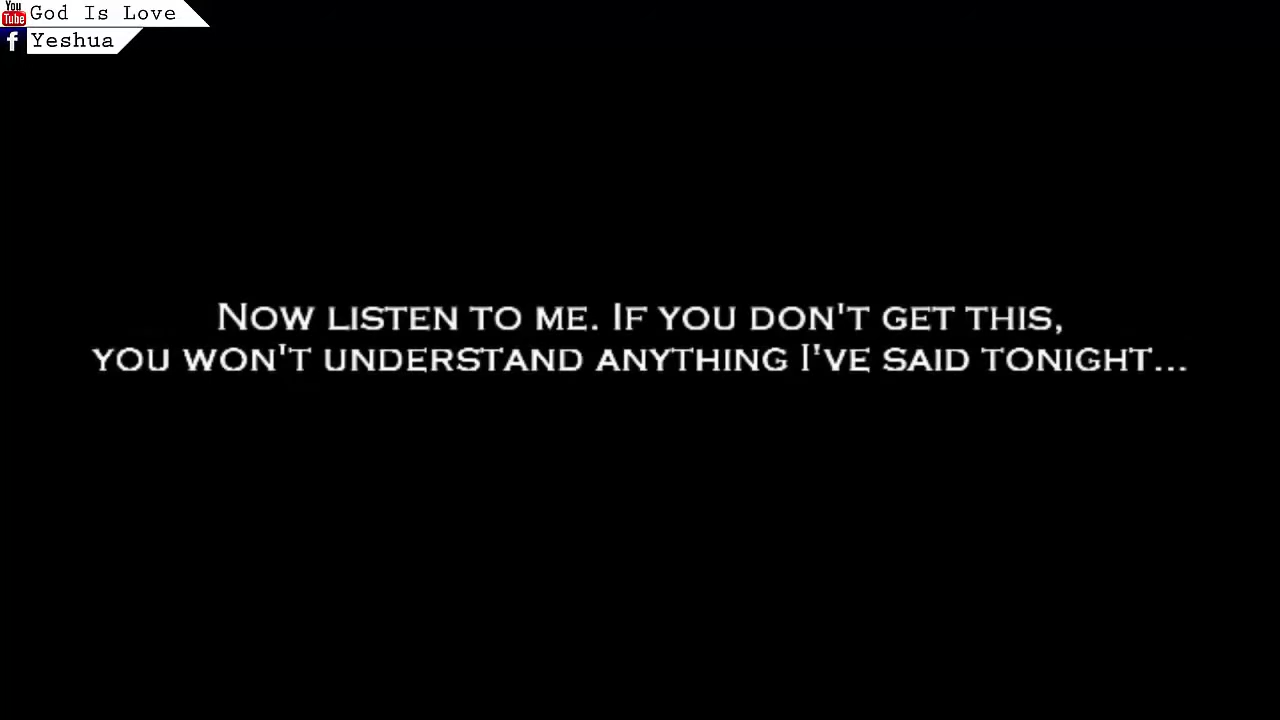 You
Tube God Is Love
f Yeshua
NOW LISTEN TO ME. IF YOU DON'T GET THIS,
YOU WON'T UNDERSTAND ANYTHING I'VE SAID TONIGHT...